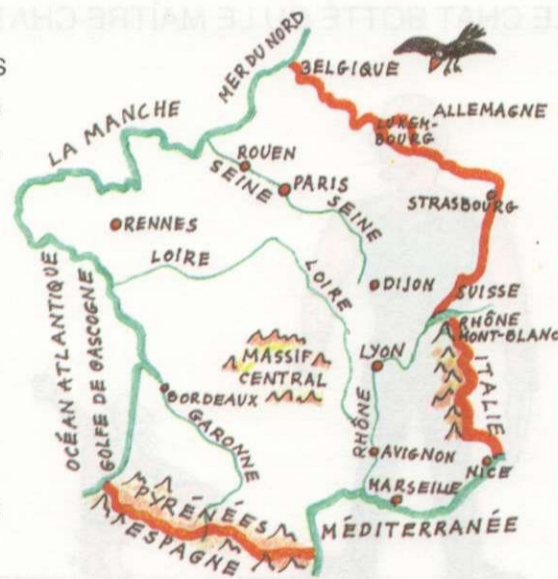 LE CHAT BOTTÉ OU LE MAÎTRE CHAT
S
MER DU NORD
BELGIQUE
ALLEMAGNE
LUXEM-
BOURG
LA MANCHE
ROUEN
SEINE
PARIS
SEINE
STRASBOURG
RENNES
LOIRE
LOIRE
DIJON
SUISSE
RHÔNE
MONT-BLANC
OCÉAN ATLANTIQUE
GOLFE DE GASCOGNE
MASSIF
CENTRAL
LYON
ITALIE
BORDEAUX
GARONNE
RHÔNE
AVIGNON
NICE
MARSEILLE
PYRÉNÉES
ESPAGNE
MÉDITERRANÉE